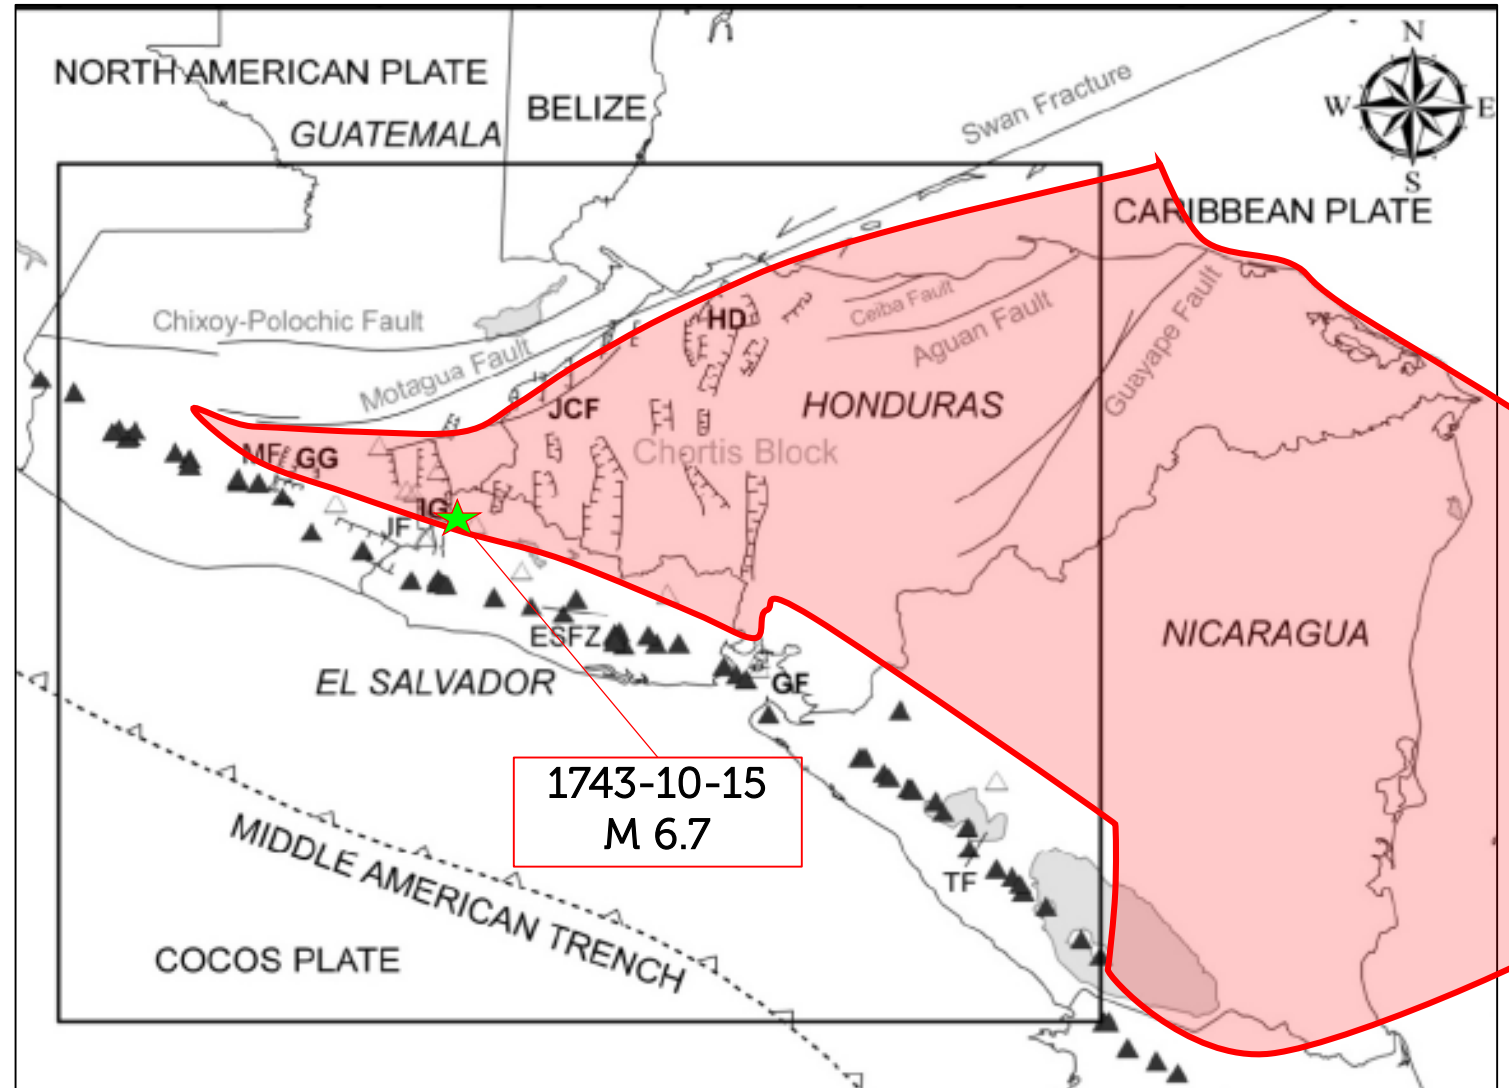 N
NORTH AMERICAN PLATE
BELIZE
W
E
Swan Fracture
GUATEMALA
S
CARIBBEAN PLATE
Chixoy-Polochic Fault
HD
Ceiba Fault
Aguan Fault
Guayape Fault
Motagua Fault
JCF
HONDURAS
MF
GG
Chortis Block
IG
JF
ESFZ
NICARAGUA
EL SALVADOR
GF
1743-10-15
M 6.7
MIDDLE AMERICAN TRENCH
TF
COCOS PLATE